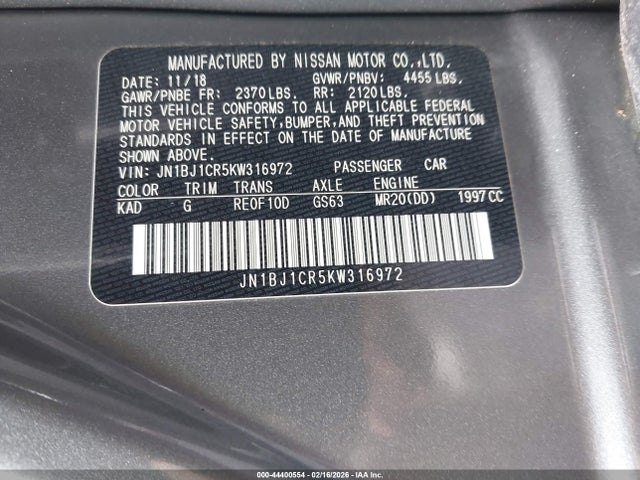 MANUFACTURED BY NISSAN MOTOR CO.,LTD.
DATE: 11/18 GVWR/PNBV: 4455 LBS,
GAWR/PNBE FR: 2370LBS, RR: 2120LBS,
THIS VEHICLE CONFORMS TO ALL APPLICABLE FEDERAL
MOTOR VEHICLE SAFETY,BUMPER,AND THEFT PREVENTION
STANDARDS IN EFFECT ON THE DATE OF MANUFACTURE
SHOWN ABOVE.
VIN: JN1BJ1CR5KW316972 PASSENGER CAR
COLOR TRIM TRANS AXLE ENGINE
KAD G RE0F10D GS63 MR20(DD) 1997CC
JN1BJ1CR5KW316972
000-44400554 - 02/16/2026 - IAA Inc.